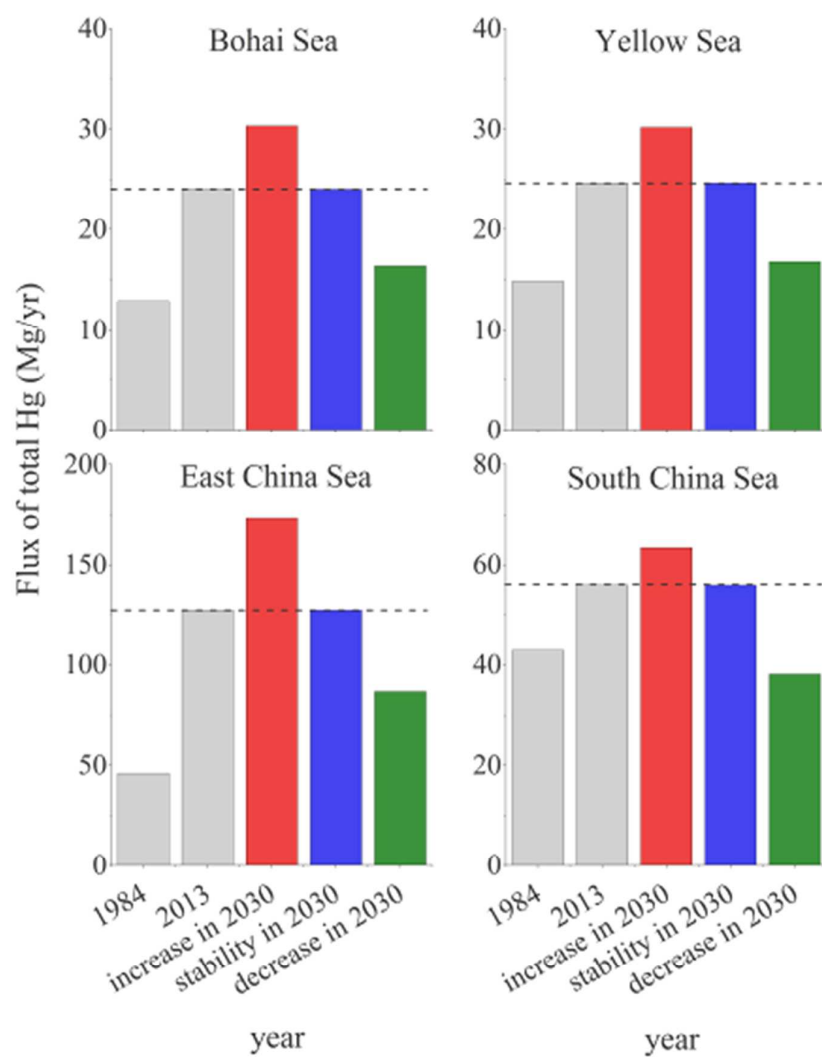 Flux of total Hg (Mg/yr)
Bohai Sea
40
30
20
10
0
Yellow Sea
40
30
20
10
0
East China Sea
200
150
100
50
0
1984
2013
increase in 2030
stability in 2030
decrease in 2030
year
South China Sea
80
60
40
20
0
1984
2013
increase in 2030
stability in 2030
decrease in 2030
year